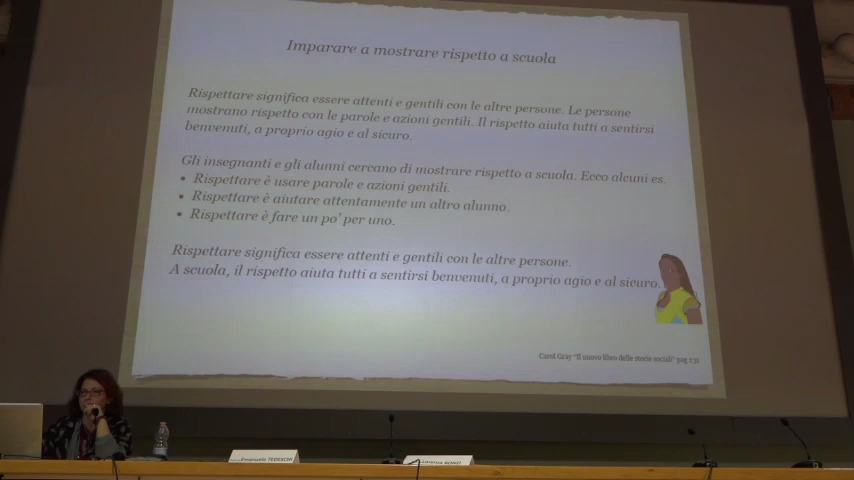 Imparare a mostrare rispetto a scuola
Rispettare significa essere attenti e gentili con le altre persone. Le persone
mostrano rispetto con le parole e azioni gentili. Il rispetto aiuta tutti a sentirsi
benvenuti, a proprio agio e al sicuro.
Gli insegnanti e gli alunni cercano di mostrare rispetto a scuola. Ecco alcuni es.
• Rispettare è usare parole e azioni gentili.
• Rispettare è aiutare attentamente un altro alunno.
• Rispettare è fare un po' per uno.
Rispettare significa essere attenti e gentili con le altre persone.
A scuola, il rispetto aiuta tutti a sentirsi benvenuti, a proprio agio e al sicuro.
Carol Gray "Il nuovo libro delle storie sociali" pag 131
Emanuela TEDESCHI